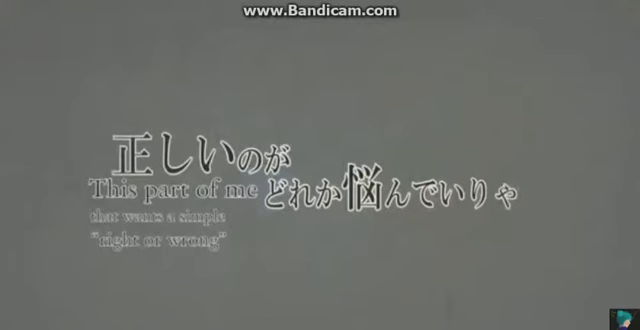 www.Bandicam.com
正しいのが
どれか悩んでいりゃ
This part of me
that wants a simple
“right or wrong”